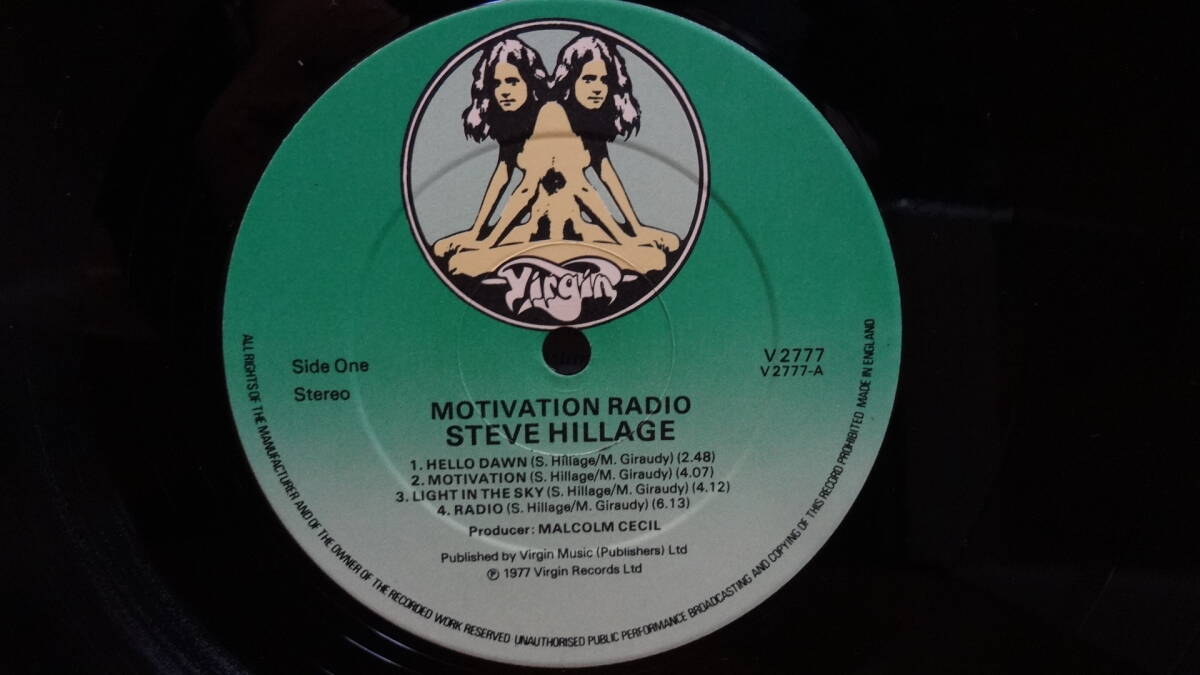 Virgin
Side One
Stereo
V 2777
V 2777-A
MOTIVATION RADIO
STEVE HILLAGE
1. HELLO DAWN (S. Hillage/M. Giraudy) (2.48)
2. MOTIVATION (S. Hillage/M. Giraudy) (4.07)
3. LIGHT IN THE SKY (S. Hillage/M. Giraudy) (4.12)
4. RADIO (S. Hillage/M. Giraudy) (6.13)
Producer: MALCOLM CECIL
Published by Virgin Music (Publishers) Ltd
℗ 1977 Virgin Records Ltd
ALL RIGHTS OF THE MANUFACTURER AND OF THE OWNER OF THE RECORDED WORK RESERVED UNAUTHORISED PUBLIC PERFORMANCE BROADCASTING AND COPYING OF THIS RECORD PROHIBITED MADE IN ENGLAND